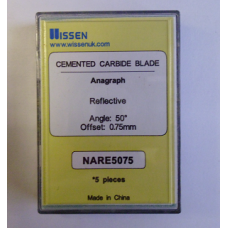 WISSEN
www.wissenuk.com
CEMENTED CARBIDE BLADE
Anagraph
Reflective
Angle: 50°
Offset: 0.75mm
NARE5075
*5 pieces
Made in China